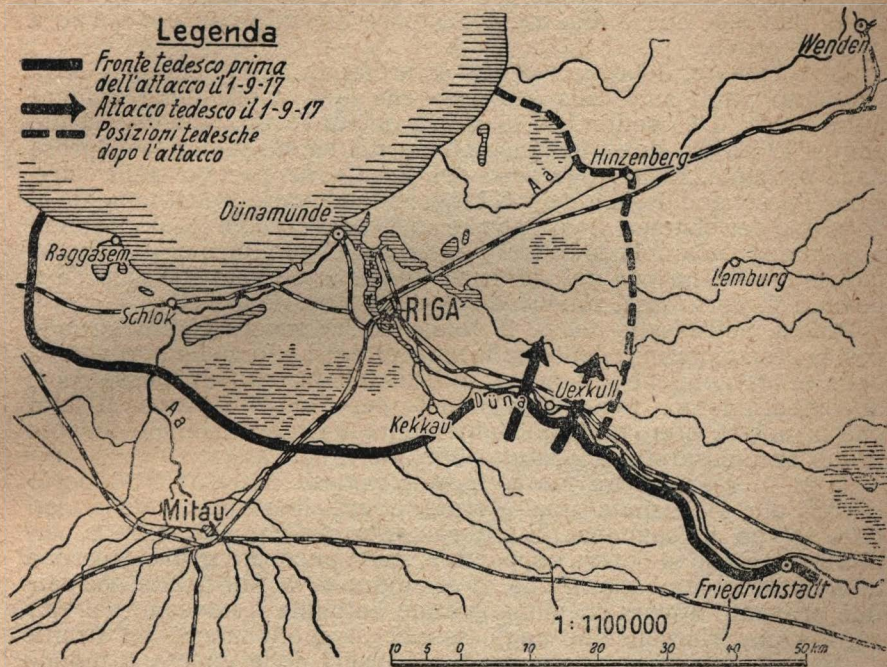 Legenda
Fronte tedesco prima
dell'attacco il 1-9-17
Attacco tedesco il 1-9-17
Posizioni tedesche
dopo l'attacco
Wenden
Hinzenberg
Aa
Dünamünde
Raggasem
Lemburg
Schlok
RIGA
Uexkull
Düna
Kekkau
Aa
Mitau
Friedrichstadt
1:1100000
10 5 0 10 20 30 40 50 km